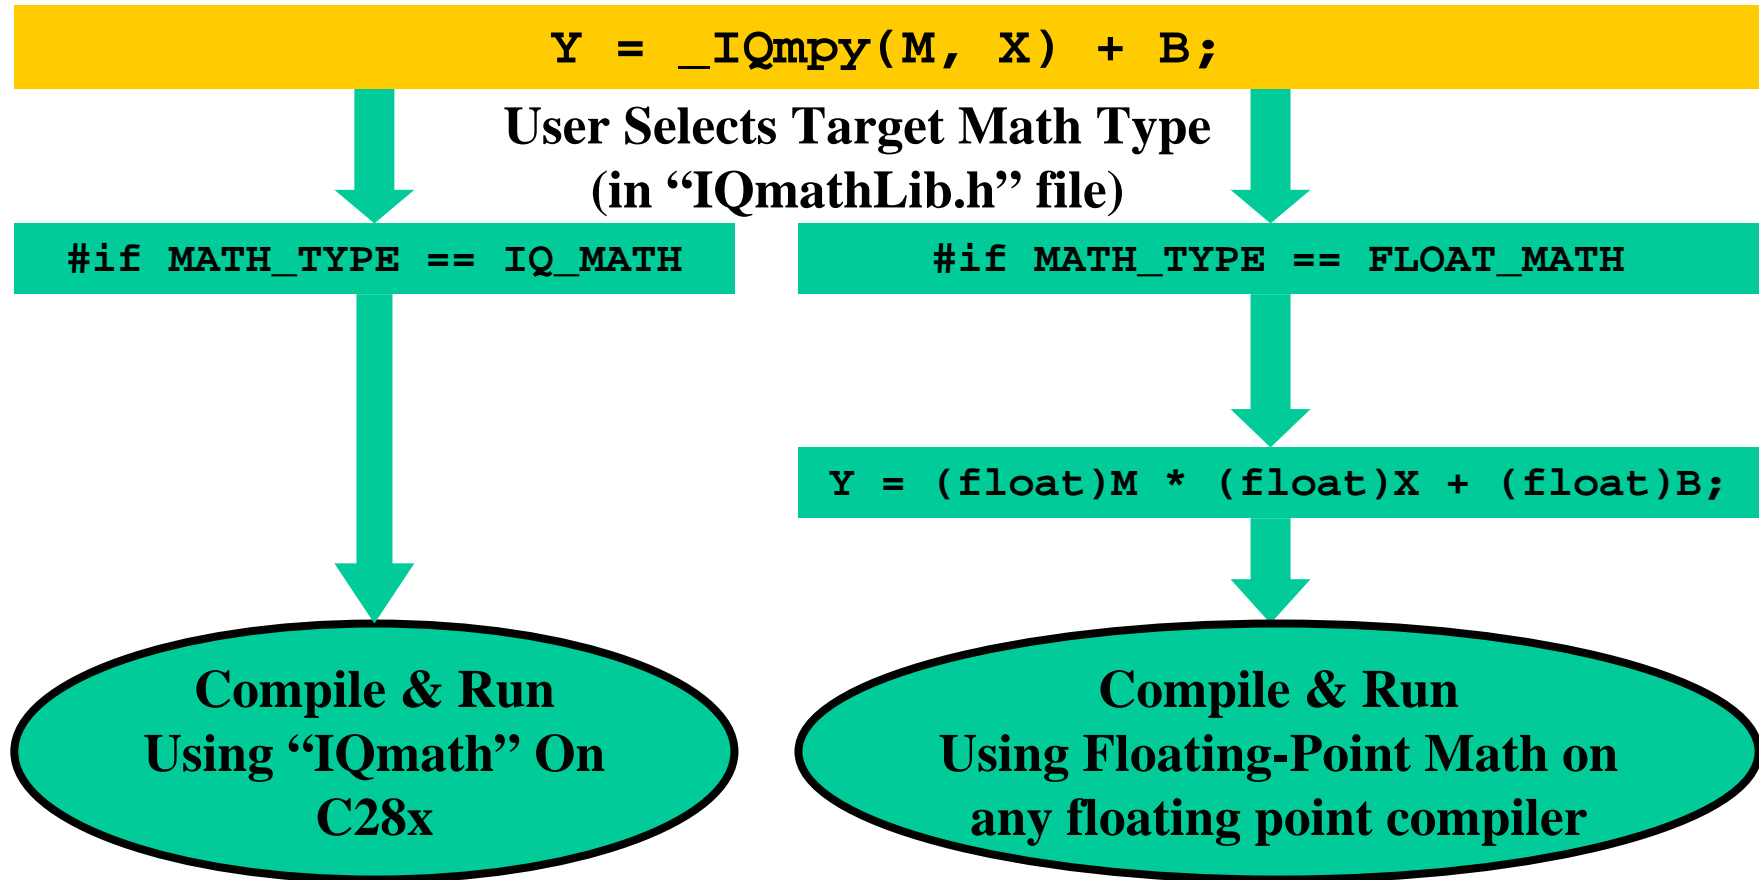 Y = _IQmpy(M, X) + B;
User Selects Target Math Type
(in “IQmathLib.h” file)
#if MATH_TYPE == IQ_MATH
#if MATH_TYPE == FLOAT_MATH
Y = (float)M * (float)X + (float)B;
Compile & Run
Using “IQmath” On
C28x
Compile & Run
Using Floating-Point Math on
any floating point compiler